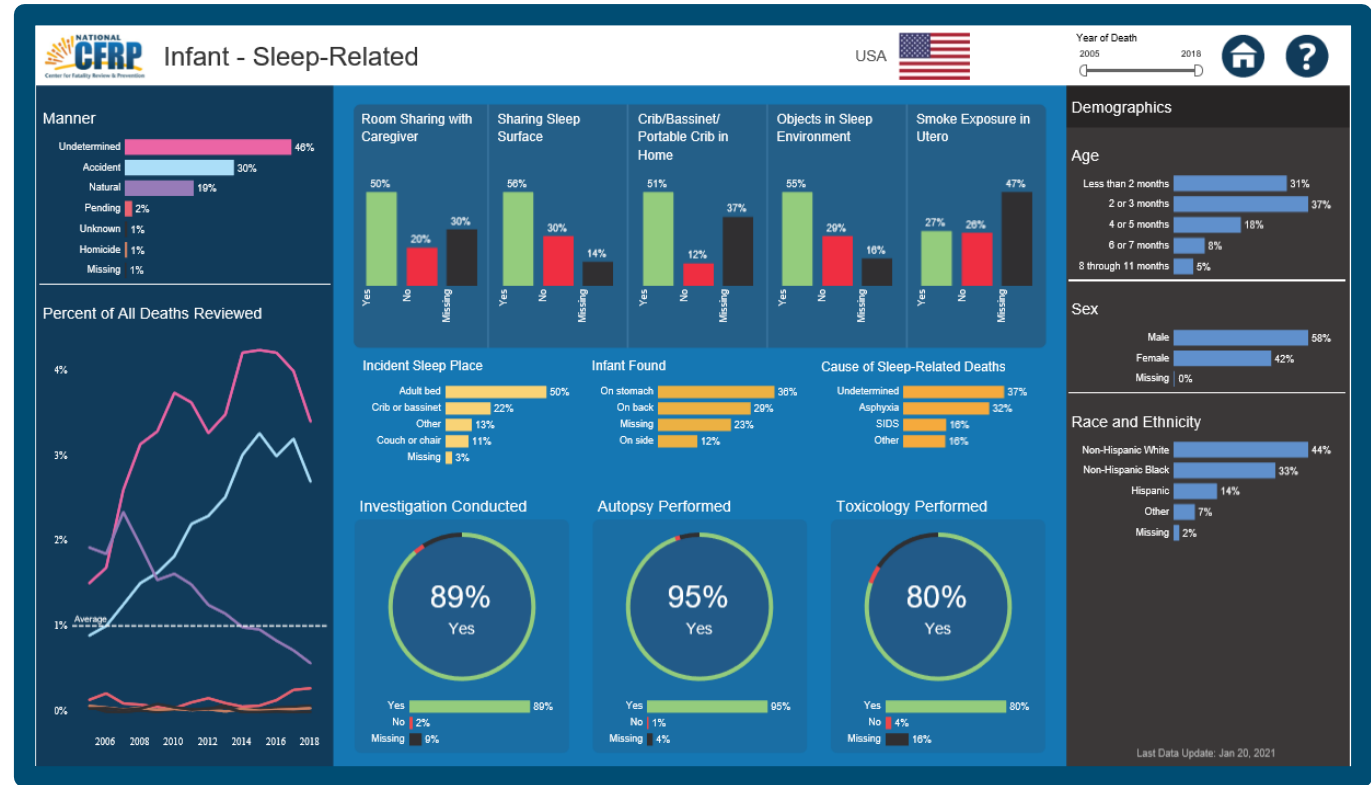 NATIONAL
CFRP
Center for Fatality Review & Prevention
Infant - Sleep-Related
USA
Year of Death
2005 2018
?
Manner
Undetermined 46%
Accident 30%
Natural 19%
Pending 2%
Unknown 1%
Homicide 1%
Missing 1%
Percent of All Deaths Reviewed
4%
3%
2%
1% Average
0%
2006 2008 2010 2012 2014 2016 2018
Room Sharing with
Caregiver
50%
20%
30%
Yes
No
Missing
Sharing Sleep
Surface
56%
30%
14%
Yes
No
Missing
Crib/Bassinet/
Portable Crib in
Home
51%
12%
37%
Yes
No
Missing
Objects in Sleep
Environment
55%
29%
16%
Yes
No
Missing
Smoke Exposure in
Utero
27%
26%
47%
Yes
No
Missing
Incident Sleep Place
Adult bed 50%
Crib or bassinet 22%
Other 13%
Couch or chair 11%
Missing 3%
Infant Found
On stomach 36%
On back 29%
Missing 23%
On side 12%
Cause of Sleep-Related Deaths
Undetermined 37%
Asphyxia 32%
SIDS 16%
Other 16%
Investigation Conducted
89%
Yes
Yes 89%
No 2%
Missing 9%
Autopsy Performed
95%
Yes
Yes 95%
No 1%
Missing 4%
Toxicology Performed
80%
Yes
Yes 80%
No 4%
Missing 16%
Demographics
Age
Less than 2 months 31%
2 or 3 months 37%
4 or 5 months 18%
6 or 7 months 8%
8 through 11 months 5%
Sex
Male 58%
Female 42%
Missing 0%
Race and Ethnicity
Non-Hispanic White 44%
Non-Hispanic Black 33%
Hispanic 14%
Other 7%
Missing 2%
Last Data Update: Jan 20, 2021